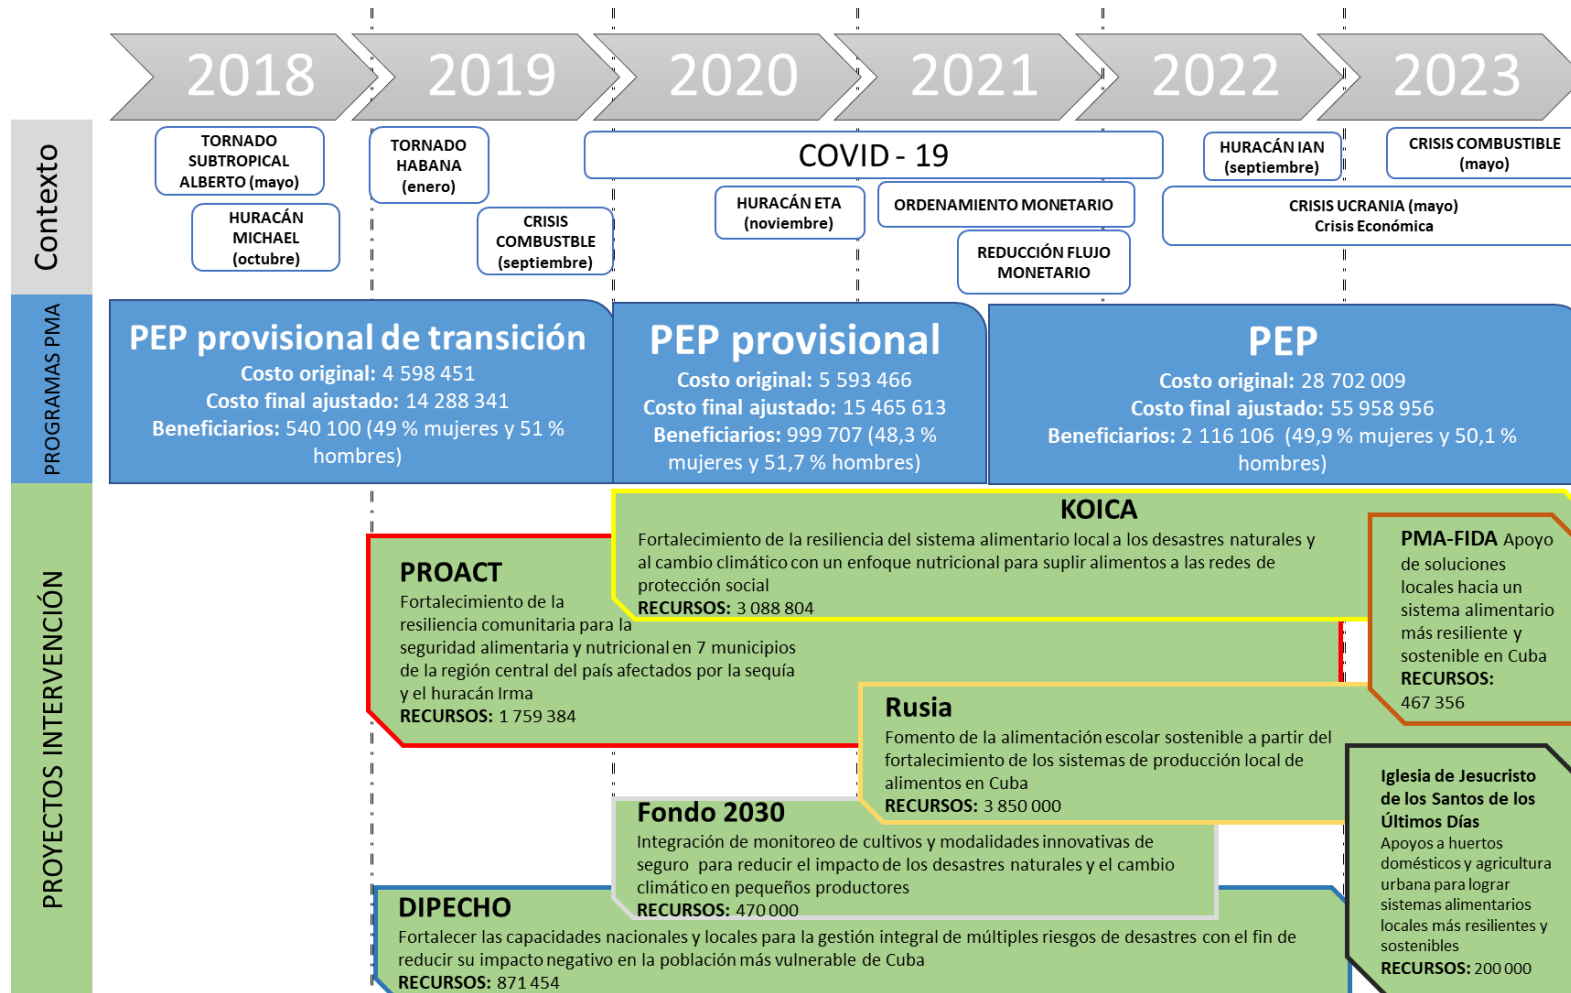 2018
2019
2020
2021
2022
2023
Contexto
TORNADO
SUBTROPICAL
ALBERTO (mayo)
HURACÁN
MICHAEL
(octubre)
TORNADO
HABANA
(enero)
CRISIS
COMBUSTBLE
(septiembre)
COVID - 19
HURACÁN ETA
(noviembre)
ORDENAMIENTO MONETARIO
REDUCCIÓN FLUJO
MONETARIO
HURACÁN IAN
(septiembre)
CRISIS COMBUSTIBLE
(mayo)
CRISIS UCRANIA (mayo)
Crisis Económica
PROGRAMAS PMA
PEP provisional de transición
Costo original: 4 598 451
Costo final ajustado: 14 288 341
Beneficiarios: 540 100 (49 % mujeres y 51 %
hombres)
PEP provisional
Costo original: 5 593 466
Costo final ajustado: 15 465 613
Beneficiarios: 999 707 (48,3 %
mujeres y 51,7 % hombres)
PEP
Costo original: 28 702 009
Costo final ajustado: 55 958 956
Beneficiarios: 2 116 106 (49,9 % mujeres y 50,1 %
hombres)
PROYECTOS INTERVENCIÓN
KOICA
Fortalecimiento de la resiliencia del sistema alimentario local a los desastres naturales y
al cambio climático con un enfoque nutricional para suplir alimentos a las redes de
protección social
RECURSOS: 3 088 804
PROACT
Fortalecimiento de la
resiliencia comunitaria para la
seguridad alimentaria y nutricional en 7 municipios
de la región central del país afectados por la sequía
y el huracán Irma
RECURSOS: 1 759 384
PMA-FIDA Apoyo
de soluciones
locales hacia un
sistema alimentario
más resiliente y
sostenible en Cuba
RECURSOS:
467 356
Rusia
Fomento de la alimentación escolar sostenible a partir del
fortalecimiento de los sistemas de producción local de
alimentos en Cuba
RECURSOS: 3 850 000
Fondo 2030
Integración de monitoreo de cultivos y modalidades innovativas de
seguro para reducir el impacto de los desastres naturales y el cambio
climático en pequeños productores
RECURSOS: 470 000
Iglesia de Jesucristo
de los Santos de los
Últimos Días
Apoyos a huertos
domésticos y agricultura
urbana para lograr
sistemas alimentarios
locales más resilientes y
sostenibles
RECURSOS: 200 000
DIPECHO
Fortalecer las capacidades nacionales y locales para la gestión integral de múltiples riesgos de desastres con el fin de
reducir su impacto negativo en la población más vulnerable de Cuba
RECURSOS: 871 454